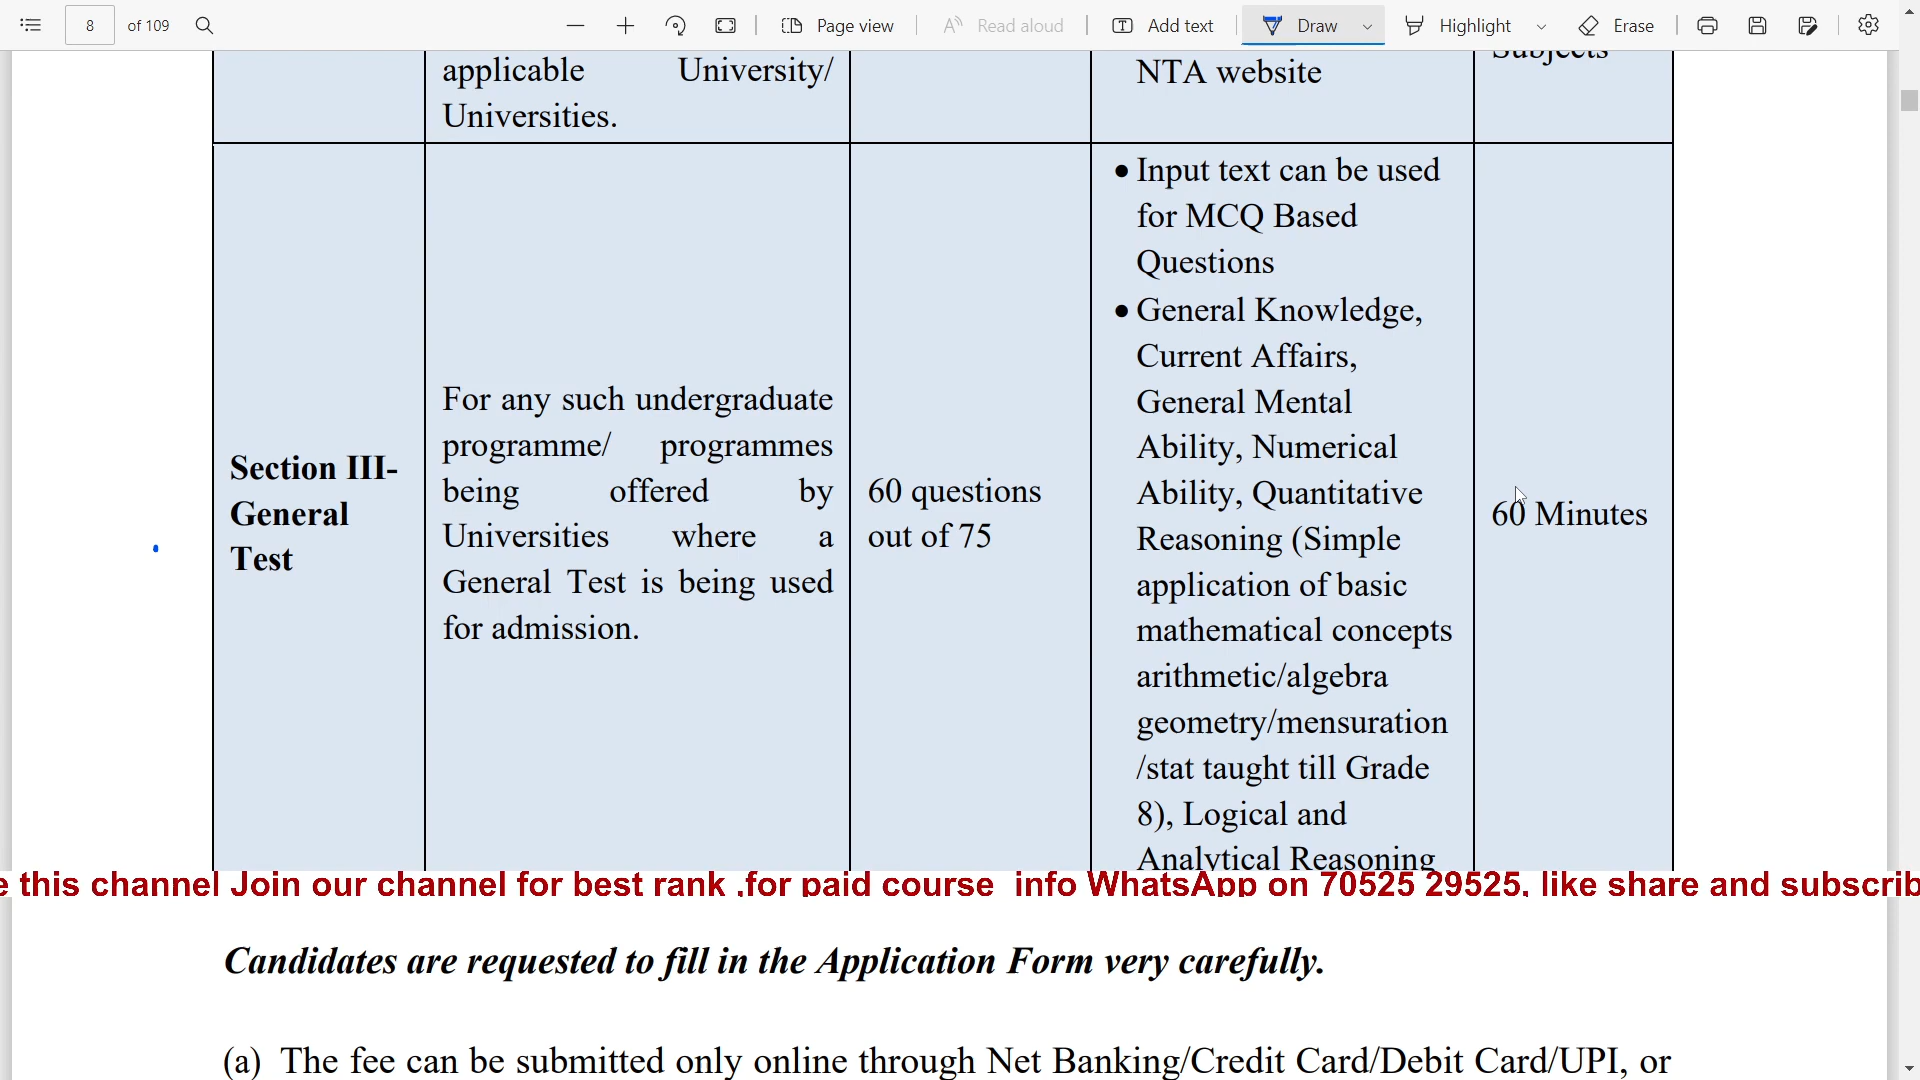 8 of 109 Page view Read aloud Add text Draw Highlight Erase
applicable University/
Universities.
NTA website
Subjects
Section III-
General
Test
For any such undergraduate
programme/ programmes
being offered by
Universities where a
General Test is being used
for admission.
60 questions
out of 75
• Input text can be used
for MCQ Based
Questions
• General Knowledge,
Current Affairs,
General Mental
Ability, Numerical
Ability, Quantitative
Reasoning (Simple
application of basic
mathematical concepts
arithmetic/algebra
geometry/mensuration
/stat taught till Grade
8), Logical and
Analytical Reasoning
60 Minutes
e this channel Join our channel for best rank ,for paid course info WhatsApp on 70525 29525, like share and subscrib
Candidates are requested to fill in the Application Form very carefully.
(a) The fee can be submitted only online through Net Banking/Credit Card/Debit Card/UPI, or